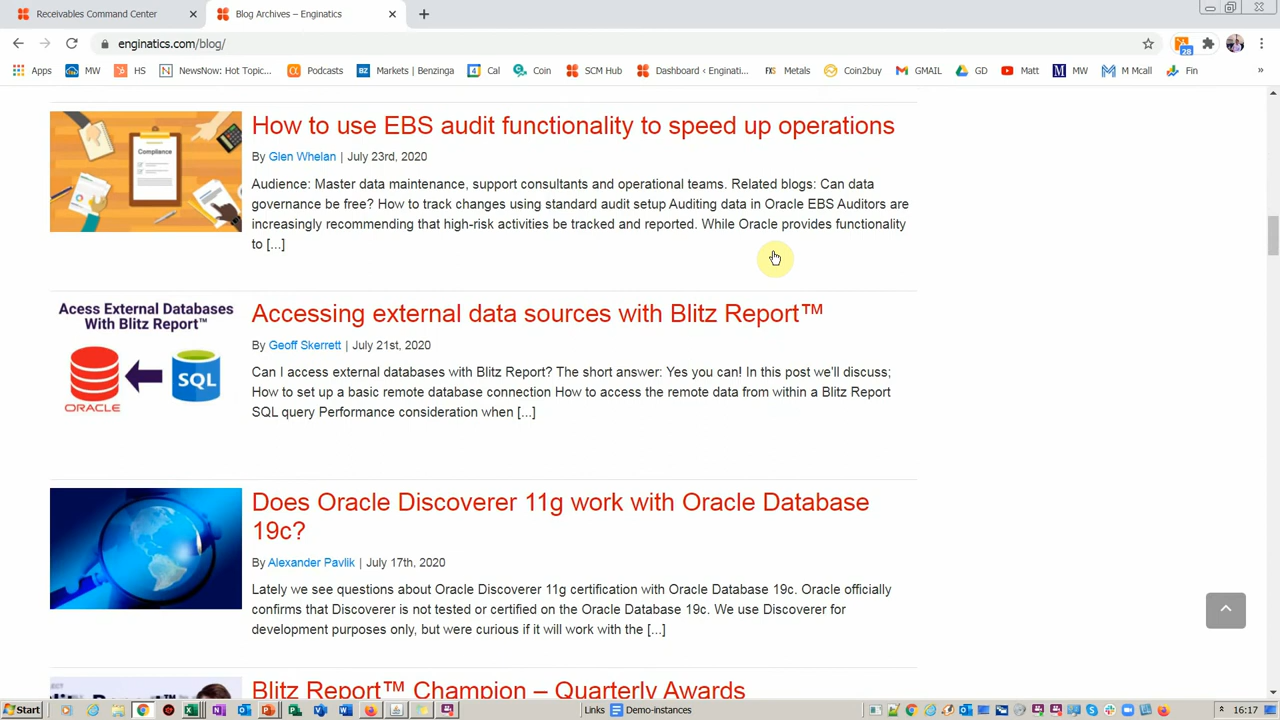 Receivables Command Center
Blog Archives – Enginatics
enginatics.com/blog/
28
Apps
MW
HS
NewsNow: Hot Topic...
Podcasts
Markets | Benzinga
Cal
Coin
SCM Hub
Dashboard ‹ Enginati...
Metals
Coin2buy
GMAIL
GD
Matt
MW
M Mcall
Fin
»
Compliance
How to use EBS audit functionality to speed up operations
By Glen Whelan | July 23rd, 2020
Audience: Master data maintenance, support consultants and operational teams. Related blogs: Can data
governance be free? How to track changes using standard audit setup Auditing data in Oracle EBS Auditors are
increasingly recommending that high-risk activities be tracked and reported. While Oracle provides functionality
to [...]
Acess External Databases
With Blitz Report™
ORACLE
SQL
Accessing external data sources with Blitz Report™
By Geoff Skerrett | July 21st, 2020
Can I access external databases with Blitz Report? The short answer: Yes you can! In this post we'll discuss;
How to set up a basic remote database connection How to access the remote data from within a Blitz Report
SQL query Performance consideration when [...]
Does Oracle Discoverer 11g work with Oracle Database
19c?
By Alexander Pavlik | July 17th, 2020
Lately we see questions about Oracle Discoverer 11g certification with Oracle Database 19c. Oracle officially
confirms that Discoverer is not tested or certified on the Oracle Database 19c. We use Discoverer for
development purposes only, but were curious if it will work with the [...]
Blitz Report™ Champion – Quarterly Awards
Start
Links
Demo-instances
16:17